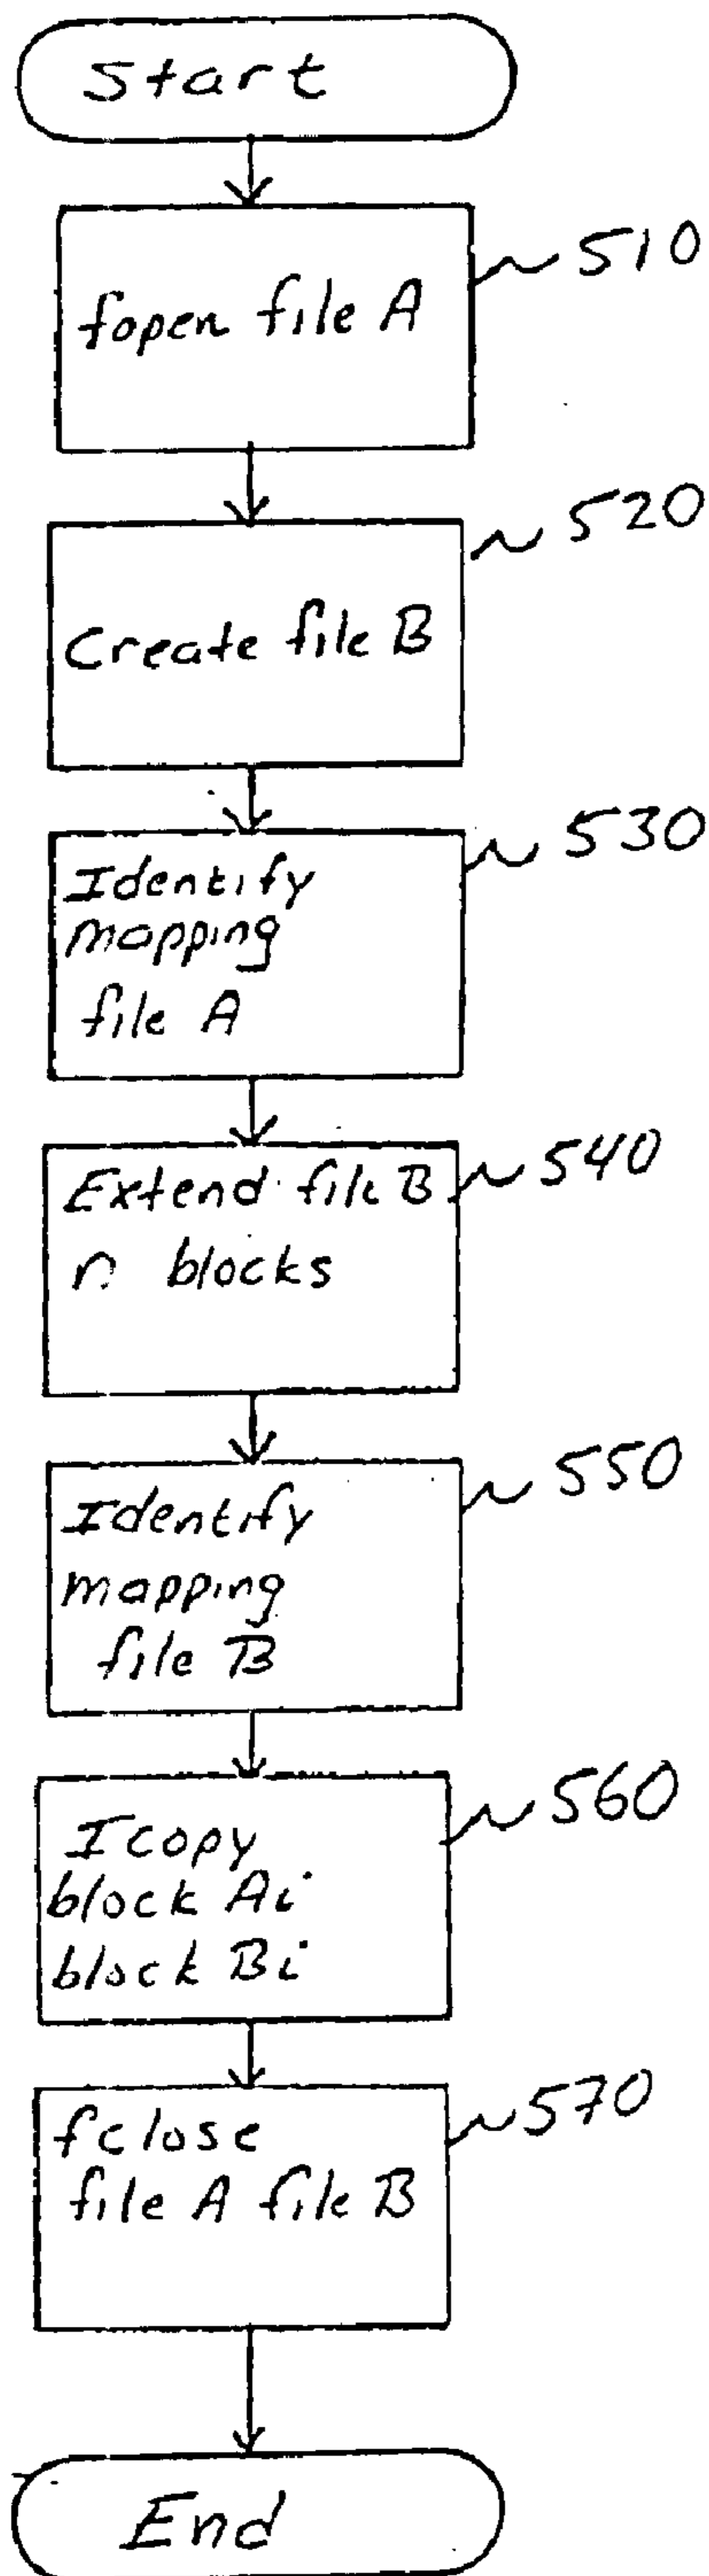 Start
510
fopen file A
520
Create file B
530
Identify
mapping
file A
540
Extend file B
n blocks
550
Identify
mapping
file B
560
Icopy
block Ai
block Bi
570
fclose
file A file B
End